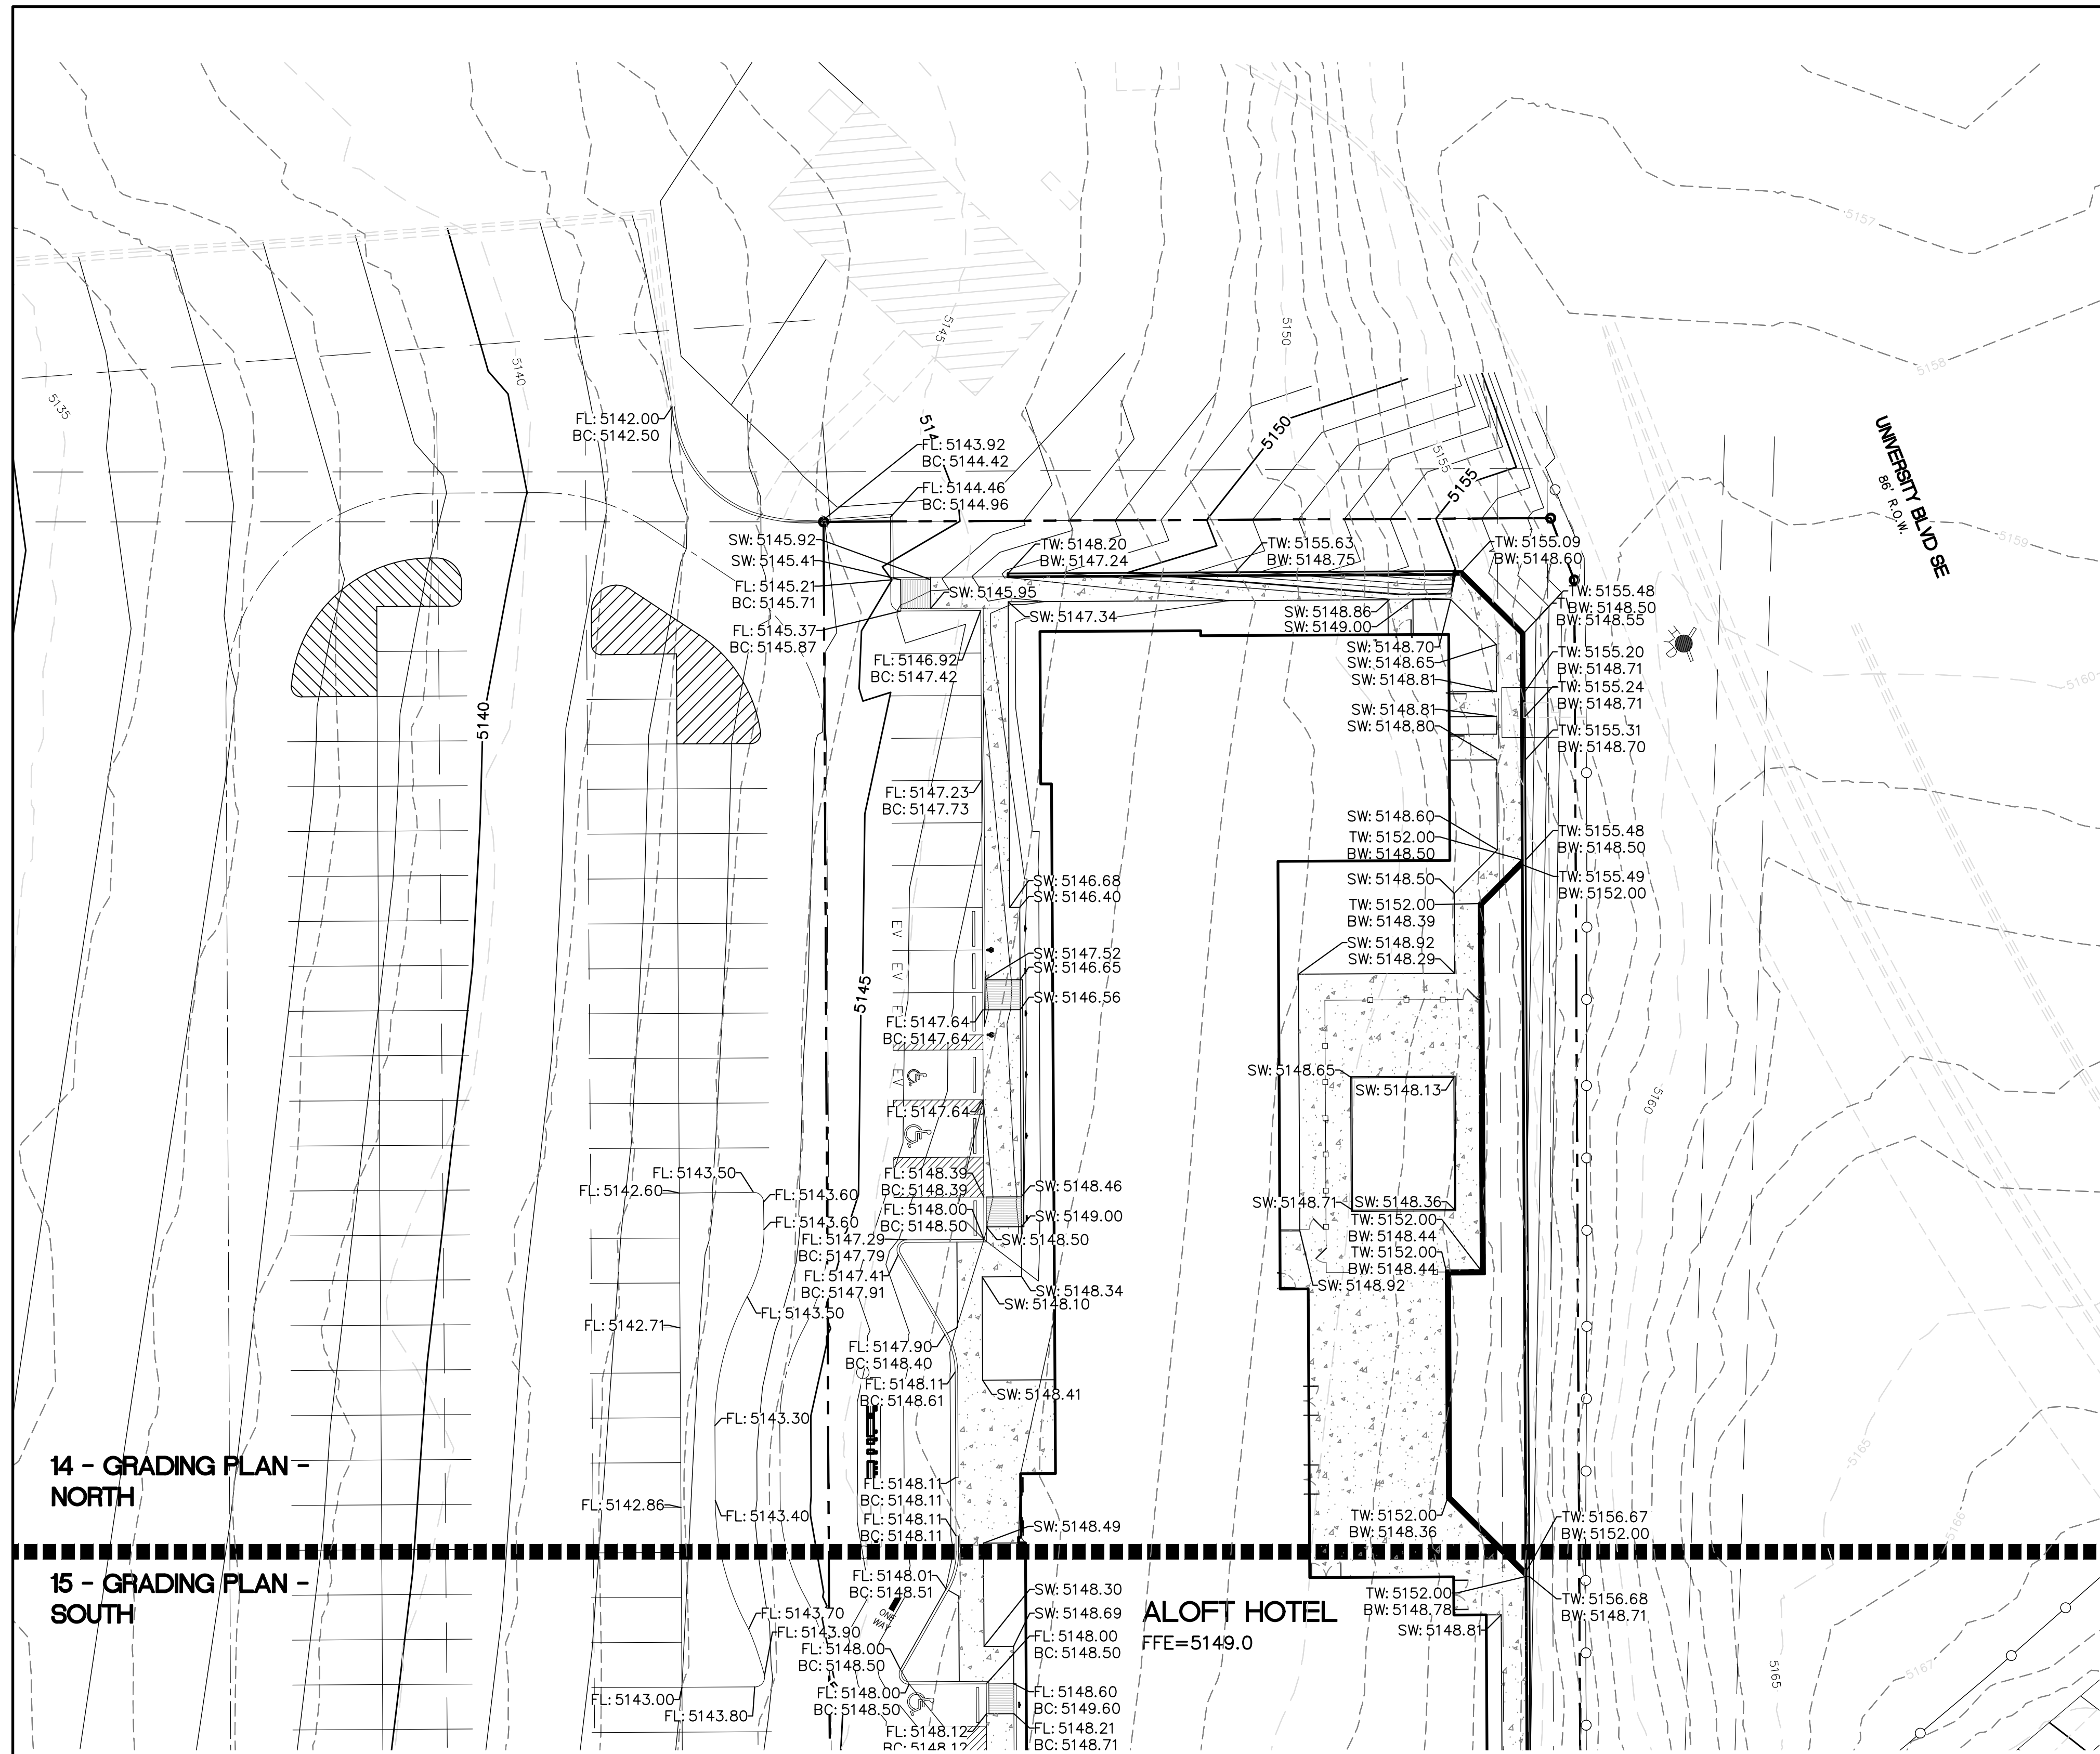 5157
5158
5159
5160
5145
5150
5140
5135
UNIVERSITY BLVD SE
86' R.O.W.
FL: 5142.00
BC: 5142.50
FL: 5143.92
BC: 5144.42
FL: 5144.46
BC: 5144.96
5150
5155
5155
SW: 5145.92
SW: 5145.41
FL: 5145.21
BC: 5145.71
FL: 5145.37
BC: 5145.87
SW: 5145.95
TW: 5148.20
BW: 5147.24
TW: 5155.63
BW: 5148.75
TW: 5155.09
BW: 5148.60
TW: 5155.48
BW: 5148.50
BW: 5148.55
SW: 5147.34
SW: 5148.86
SW: 5149.00
SW: 5148.70
SW: 5148.65
SW: 5148.81
FL: 5146.92
BC: 5147.42
TW: 5155.20
BW: 5148.71
TW: 5155.24
BW: 5148.71
SW: 5148.81
SW: 5148.80
TW: 5155.31
BW: 5148.70
5140
FL: 5147.23
BC: 5147.73
SW: 5148.60
TW: 5152.00
BW: 5148.50
TW: 5155.48
BW: 5148.50
SW: 5146.68
SW: 5146.40
SW: 5148.50
TW: 5155.49
BW: 5152.00
TW: 5152.00
BW: 5148.39
EV
EV
SW: 5148.92
SW: 5148.29
SW: 5147.52
SW: 5146.65
SW: 5146.56
5145
FL: 5147.64
BC: 5147.64
EV
SW: 5148.65
SW: 5148.13
5160
FL: 5147.64
FL: 5143.50
FL: 5142.60
FL: 5143.60
FL: 5143.60
FL: 5148.39
BC: 5148.39
SW: 5148.46
FL: 5148.00
BC: 5148.50
SW: 5149.00
SW: 5148.50
FL: 5147.29
BC: 5147.79
SW: 5148.71
SW: 5148.36
TW: 5152.00
BW: 5148.44
TW: 5152.00
BW: 5148.44
SW: 5148.92
FL: 5147.41
BC: 5147.91
SW: 5148.34
SW: 5148.10
FL: 5143.50
FL: 5142.71
FL: 5147.90
BC: 5148.40
FL: 5148.11
BC: 5148.61
SW: 5148.41
FL: 5143.30
5165
14 - GRADING PLAN -
NORTH
FL: 5148.11
BC: 5148.11
FL: 5148.11
BC: 5148.11
FL: 5142.86
FL: 5143.40
SW: 5148.49
TW: 5152.00
BW: 5148.36
TW: 5156.67
BW: 5152.00
5166
15 - GRADING PLAN -
SOUTH
FL: 5148.01
BC: 5148.51
ONE
WAY
SW: 5148.30
SW: 5148.69
FL: 5148.00
BC: 5148.50
ALOFT HOTEL
FFE=5149.0
TW: 5152.00
BW: 5148.78
SW: 5148.81
TW: 5156.68
BW: 5148.71
FL: 5143.70
FL: 5143.90
FL: 5148.00
BC: 5148.50
FL: 5148.00
BC: 5148.50
FL: 5143.00
FL: 5143.80
FL: 5148.60
BC: 5149.60
FL: 5148.12
BC: 5148.12
FL: 5148.21
BC: 5148.71
5165
5167